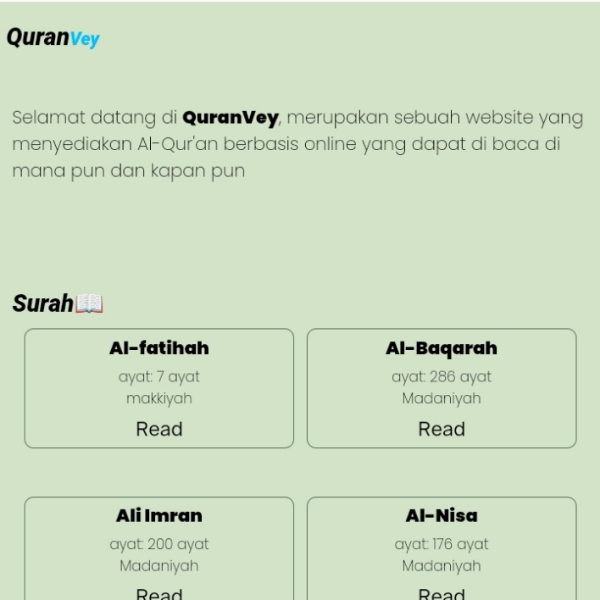 QuranVey
Selamat datang di QuranVey, merupakan sebuah website yang
menyediakan Al-Qur'an berbasis online yang dapat di baca di
mana pun dan kapan pun
Surah📖
Al-fatihah
ayat: 7 ayat
makkiyah
Read
Al-Baqarah
ayat: 286 ayat
Madaniyah
Read
Ali Imran
ayat: 200 ayat
Madaniyah
Read
Al-Nisa
ayat: 176 ayat
Madaniyah
Read